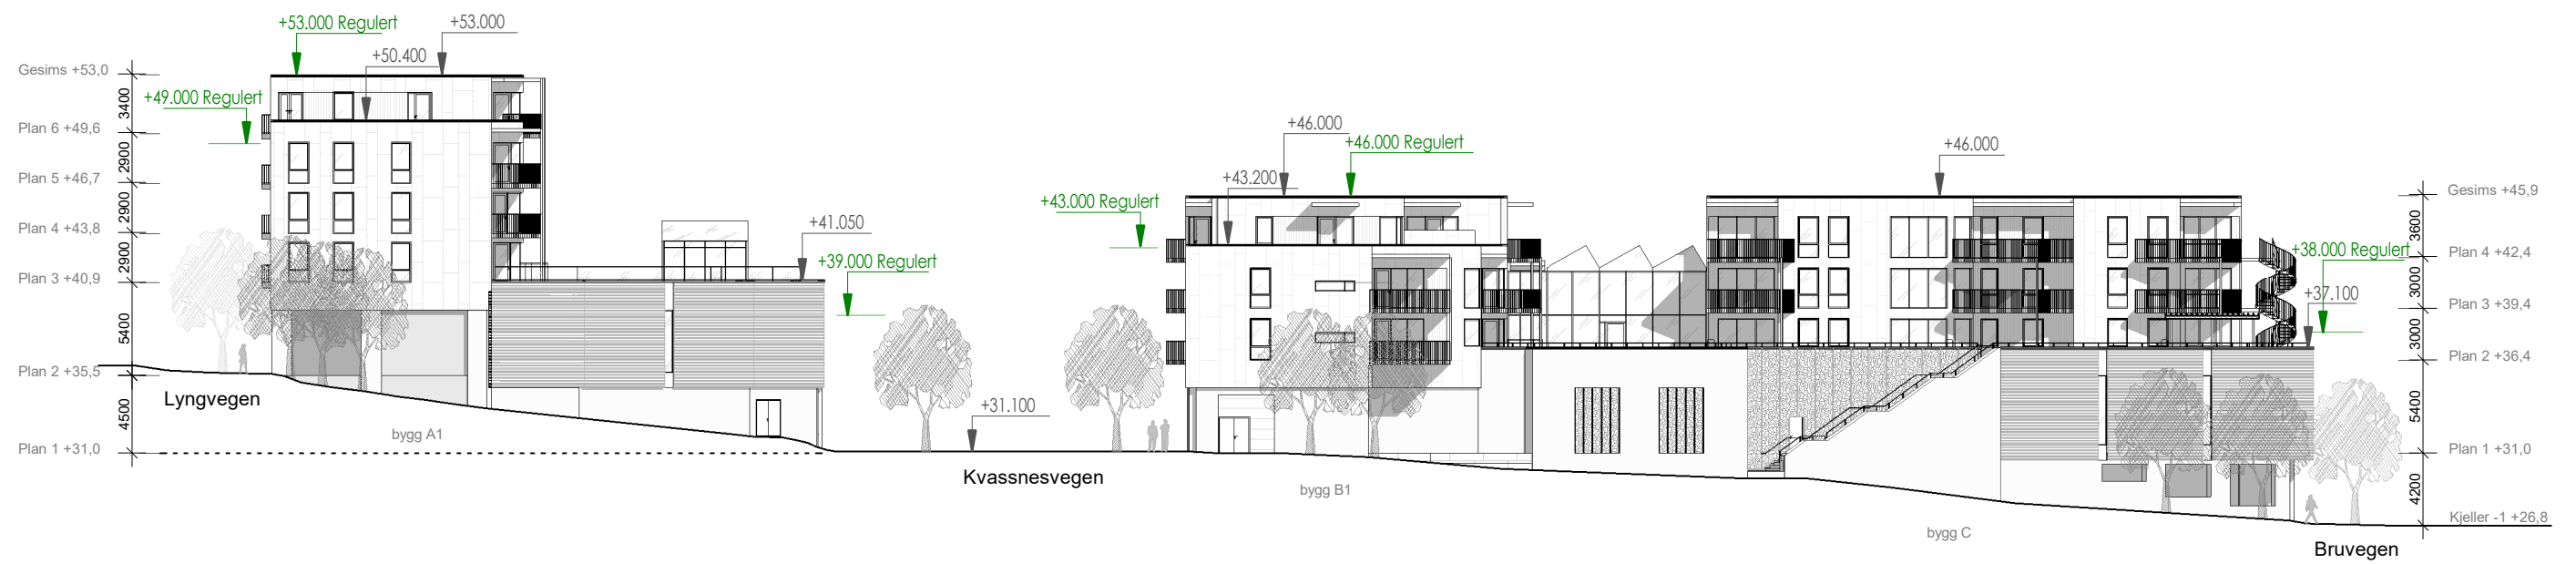 +53.000 Regulert
+53.000
+50.400
Gesims +53,0
+49.000 Regulert
3400
Plan 6 +49,6
2900
Plan 5 +46,7
2900
Plan 4 +43,8
2900
Plan 3 +40,9
5400
Plan 2 +35,5
4500
Plan 1 +31,0
Lyngvegen
bygg A1
+41.050
+39.000 Regulert
+31.100
Kvassnesvegen
+46.000
+46.000 Regulert
+43.200
+43.000 Regulert
bygg B1
+46.000
bygg C
Gesims +45,9
3600
+38.000 Regulert
Plan 4 +42,4
3000
+37.100
Plan 3 +39,4
3000
Plan 2 +36,4
5400
Plan 1 +31,0
4200
Kjeller -1 +26,8
Bruvegen